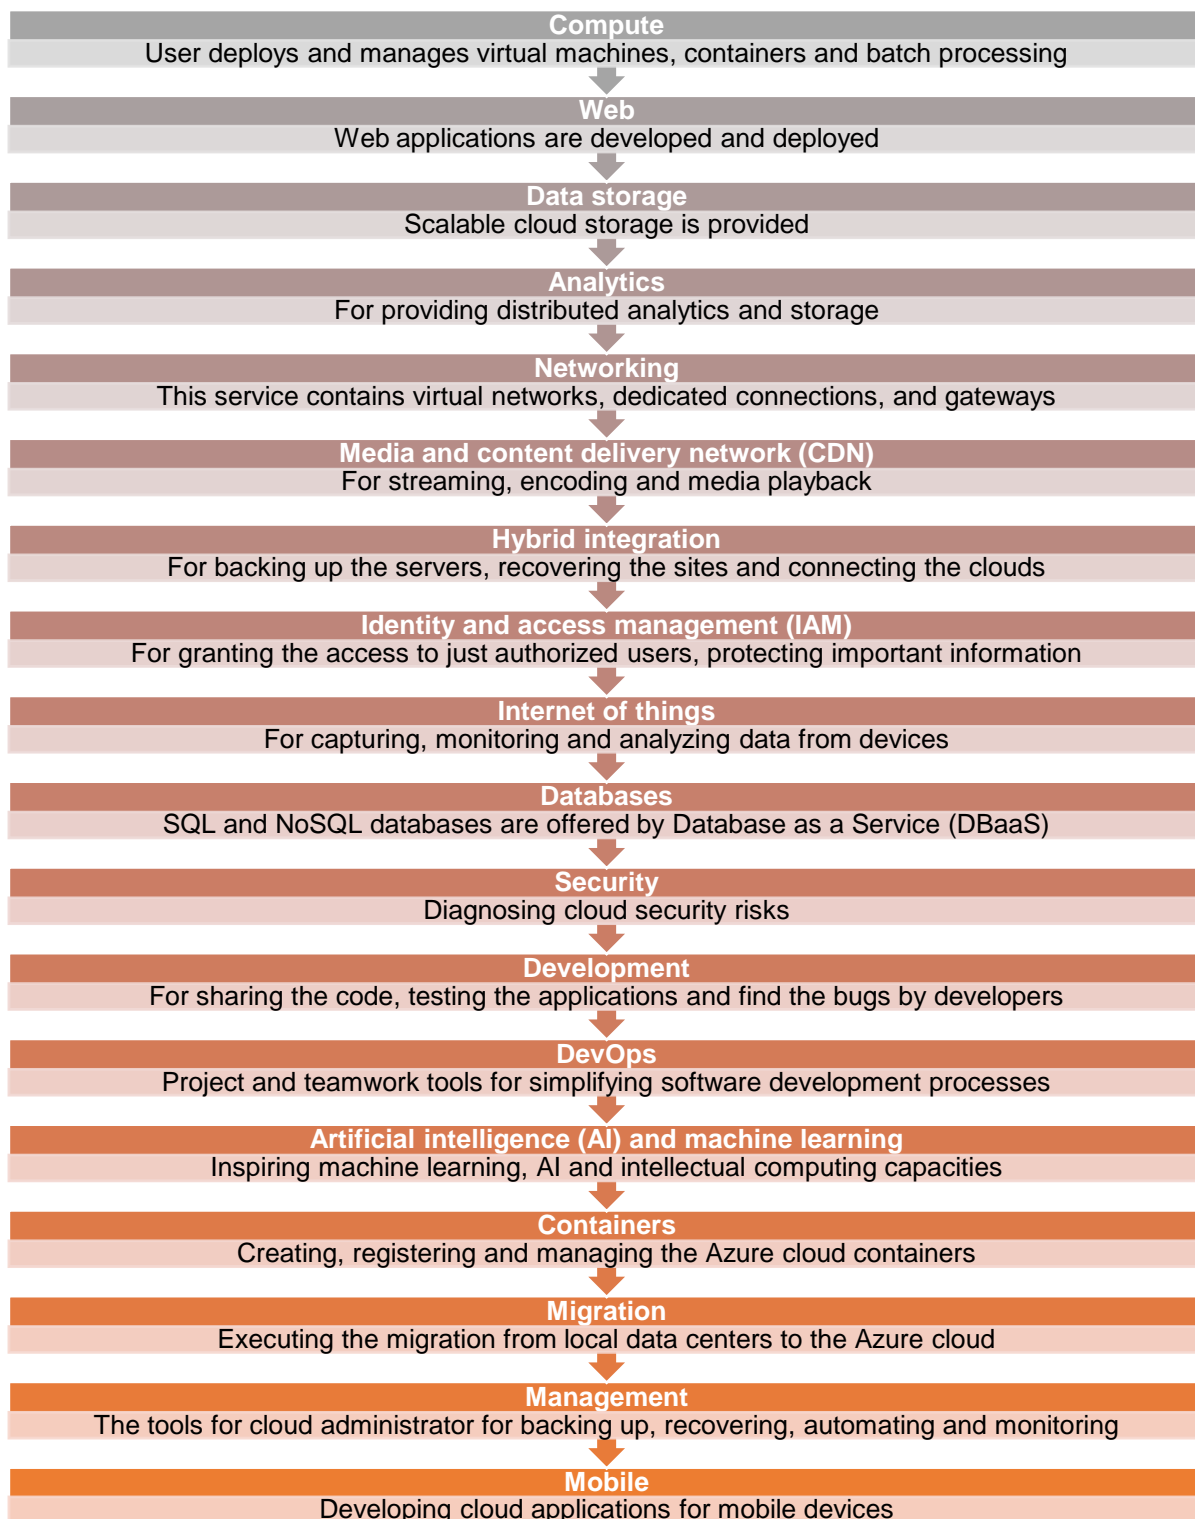 Compute
User deploys and manages virtual machines, containers and batch processing
Web
Web applications are developed and deployed
Data storage
Scalable cloud storage is provided
Analytics
For providing distributed analytics and storage
Networking
This service contains virtual networks, dedicated connections, and gateways
Media and content delivery network (CDN)
For streaming, encoding and media playback
Hybrid integration
For backing up the servers, recovering the sites and connecting the clouds
Identity and access management (IAM)
For granting the access to just authorized users, protecting important information
Internet of things
For capturing, monitoring and analyzing data from devices
Databases
SQL and NoSQL databases are offered by Database as a Service (DBaaS)
Security
Diagnosing cloud security risks
Development
For sharing the code, testing the applications and find the bugs by developers
DevOps
Project and teamwork tools for simplifying software development processes
Artificial intelligence (AI) and machine learning
Inspiring machine learning, AI and intellectual computing capacities
Containers
Creating, registering and managing the Azure cloud containers
Migration
Executing the migration from local data centers to the Azure cloud
Management
The tools for cloud administrator for backing up, recovering, automating and monitoring
Mobile
Developing cloud applications for mobile devices